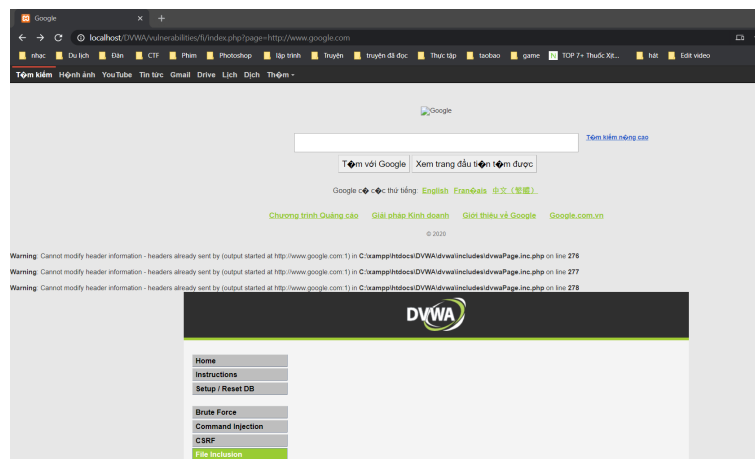 Google
localhost/DVWA/vulnerabilities/fi/index.php?page=http://www.google.com
nhạc Du lịch Đàn CTF Phim Photoshop lập trình Truyện truyện đã đọc Thực tập taobao game TOP 7+ Thuốc Xịt... hát Edit video
T�m kiếm H�nh ảnh YouTube Tin tức Gmail Drive Lịch Dịch Th�m
Google
T�m kiếm n�ng cao
T�m với Google Xem trang đầu ti�n t�m được
Google c� c�c thứ tiếng: English Fran�ais 中文 (繁體)
Chương trình Quảng cáo Giải pháp Kinh doanh Giới thiệu về Google Google.com.vn
© 2020
Warning: Cannot modify header information - headers already sent by (output started at http://www.google.com:1) in C:\xampp\htdocs\DVWA\dvwa\includes\dvwaPage.inc.php on line 276
Warning: Cannot modify header information - headers already sent by (output started at http://www.google.com:1) in C:\xampp\htdocs\DVWA\dvwa\includes\dvwaPage.inc.php on line 277
Warning: Cannot modify header information - headers already sent by (output started at http://www.google.com:1) in C:\xampp\htdocs\DVWA\dvwa\includes\dvwaPage.inc.php on line 278
DVWA
Home
Instructions
Setup / Reset DB
Brute Force
Command Injection
CSRF
File Inclusion